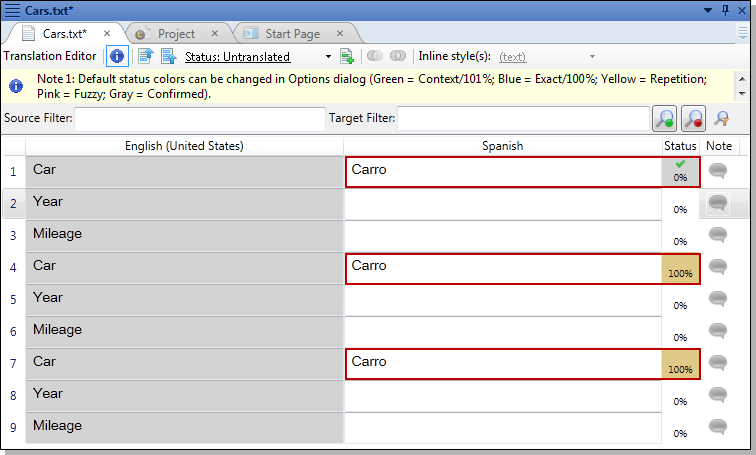 Cars.txt*
Cars.txt* × Project × Start Page ×
Translation Editor Status: Untranslated Inline style(s): (text)
Note 1: Default status colors can be changed in Options dialog (Green = Context/101%; Blue = Exact/100%; Yellow = Repetition;
Pink = Fuzzy; Gray = Confirmed).
Source Filter: Target Filter:
English (United States) Spanish Status Note
1 Car Carro 0%
2 Year 0%
3 Mileage 0%
4 Car Carro 100%
5 Year 0%
6 Mileage 0%
7 Car Carro 100%
8 Year 0%
9 Mileage 0%